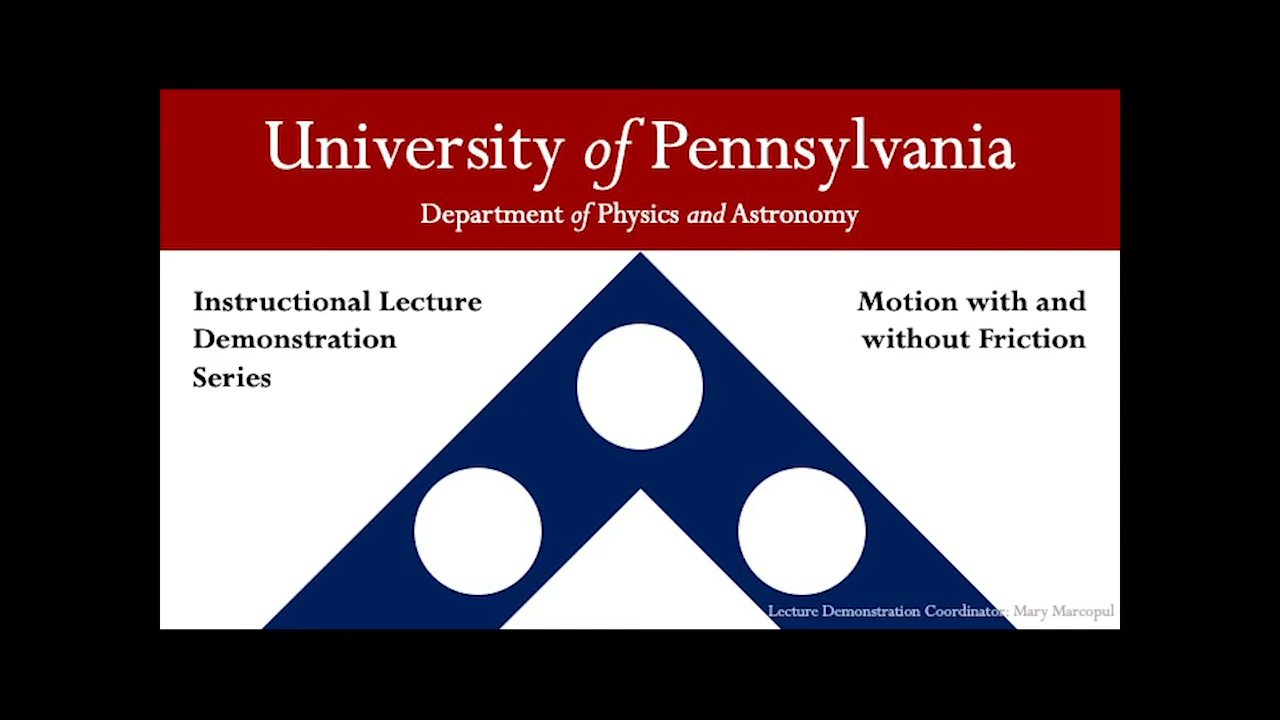 University of Pennsylvania
Department of Physics and Astronomy
Instructional Lecture
Demonstration
Series
Motion with and
without Friction
Lecture Demonstration Coordinator: Mary Marcopul